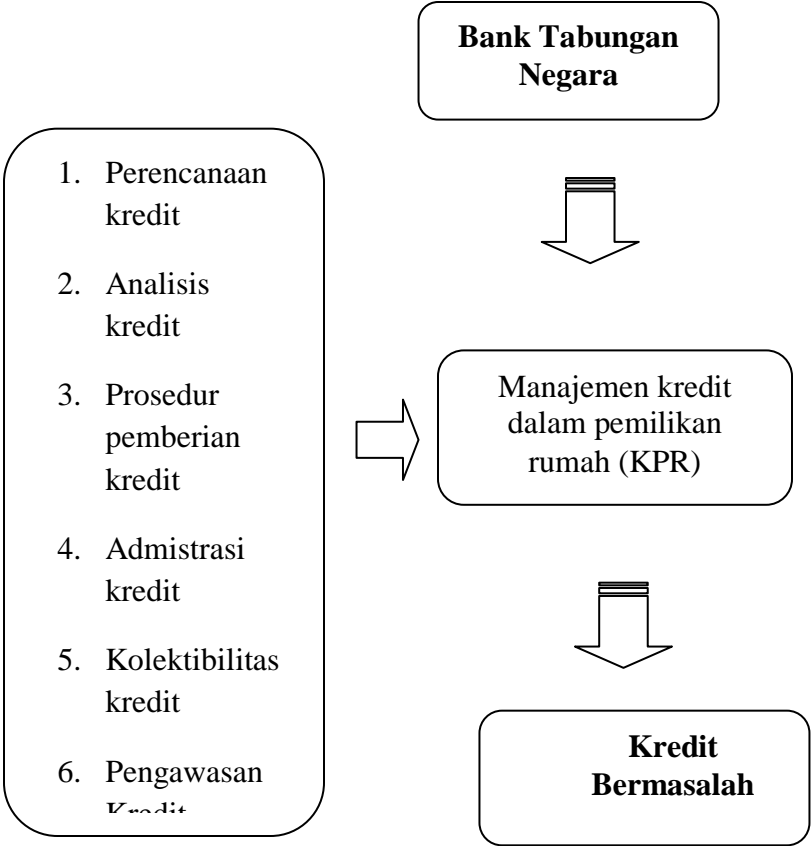 Bank Tabungan
Negara
1. Perencanaan
kredit
2. Analisis
kredit
3. Prosedur
pemberian
kredit
4. Admistrasi
kredit
5. Kolektibilitas
kredit
6. Pengawasan
Kredit
Manajemen kredit
dalam pemilikan
rumah (KPR)
Kredit
Bermasalah